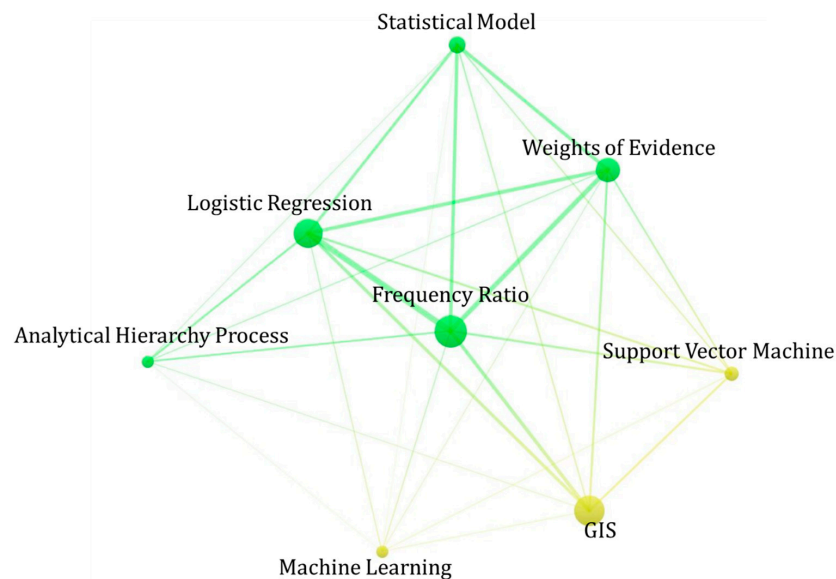 Statistical Model
Weights of Evidence
Logistic Regression
Frequency Ratio
Analytical Hierarchy Process
Support Vector Machine
GIS
Machine Learning